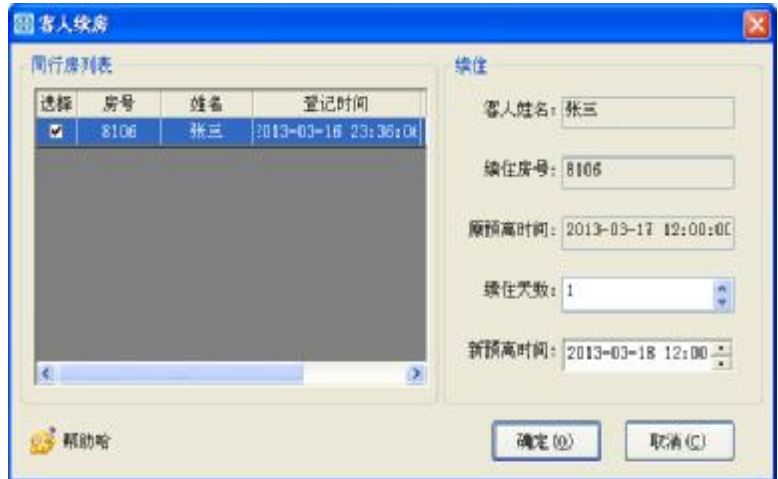 客人续房
同行房列表
选择 房号 姓名 登记时间
8106 张三 2013-03-16 23:36:0
续住
客人姓名: 张三
续住房号: 8106
原预离时间: 2013-03-17 12:00:00
续住天数: 1
新预离时间: 2013-03-18 12:00
帮助哈
确定(O)
取消(C)